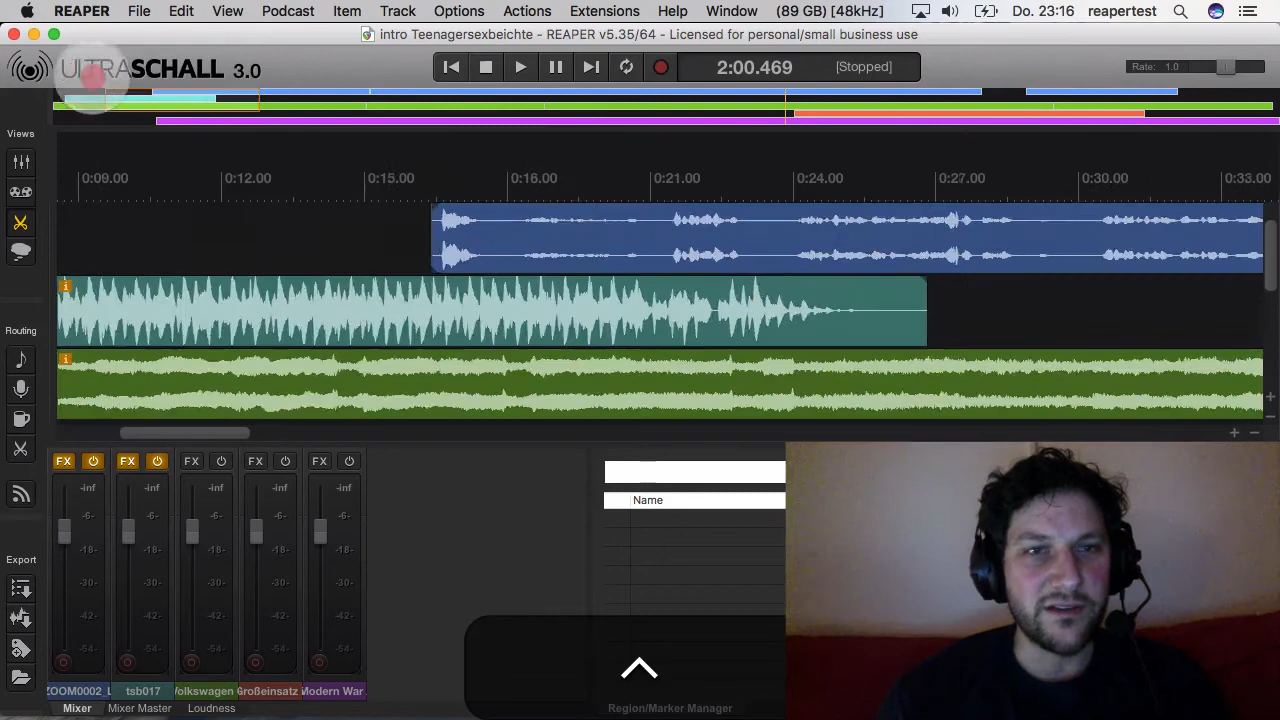 REAPER File Edit View Podcast Item Track Options Actions Extensions Help Window (89 GB) [48kHz] Do. 23:16 reapertest
intro Teenagersexbeichte - REAPER v5.35/64 - Licensed for personal/small business use
ULTRASCHALL 3.0
2:00.469 [Stopped]
Rate: 1.0
Views
0:09.00 0:12.00 0:15.00 0:16.00 0:21.00 0:24.00 0:27.00 0:30.00 0:33.00
i
Routing
i
FX FX FX FX FX
-inf -inf -inf -inf -inf
Name
-6- -6- -6- -6- -6-
-18- -18- -18- -18- -18-
Export
-30- -30- -30- -30- -30-
-42- -42- -42- -42- -42-
-54- -54- -54- -54- -54-
ZOOM0002_L tsb017 Volkswagen Großeinsatz Modern War
Mixer Mixer Master Loudness Region/Marker Manager